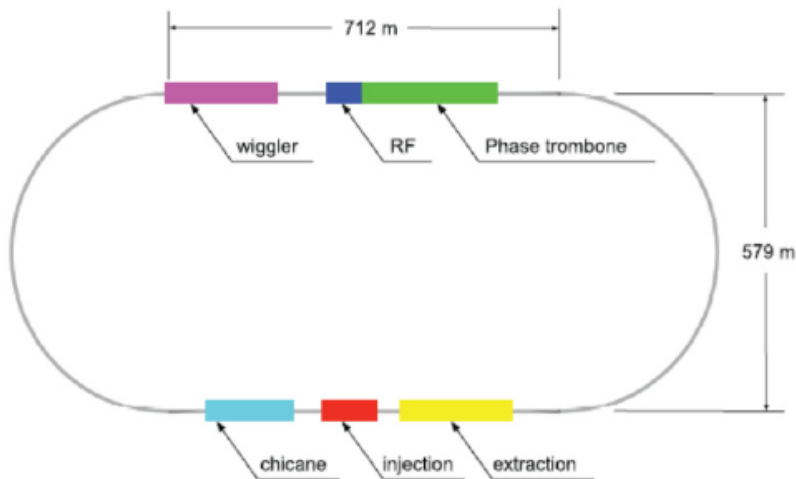 712 m
wiggler
RF
Phase trombone
579 m
chicane
injection
extraction